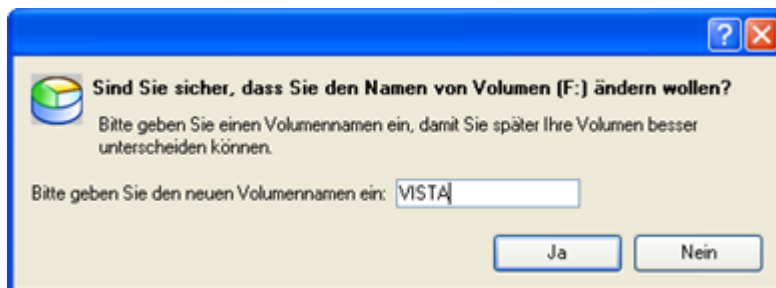 Sind Sie sicher, dass Sie den Namen von Volumen (F:) ändern wollen?
Bitte geben Sie einen Volumennamen ein, damit Sie später Ihre Volumen besser
unterscheiden können.
Bitte geben Sie den neuen Volumennamen ein: VISTA
Ja Nein